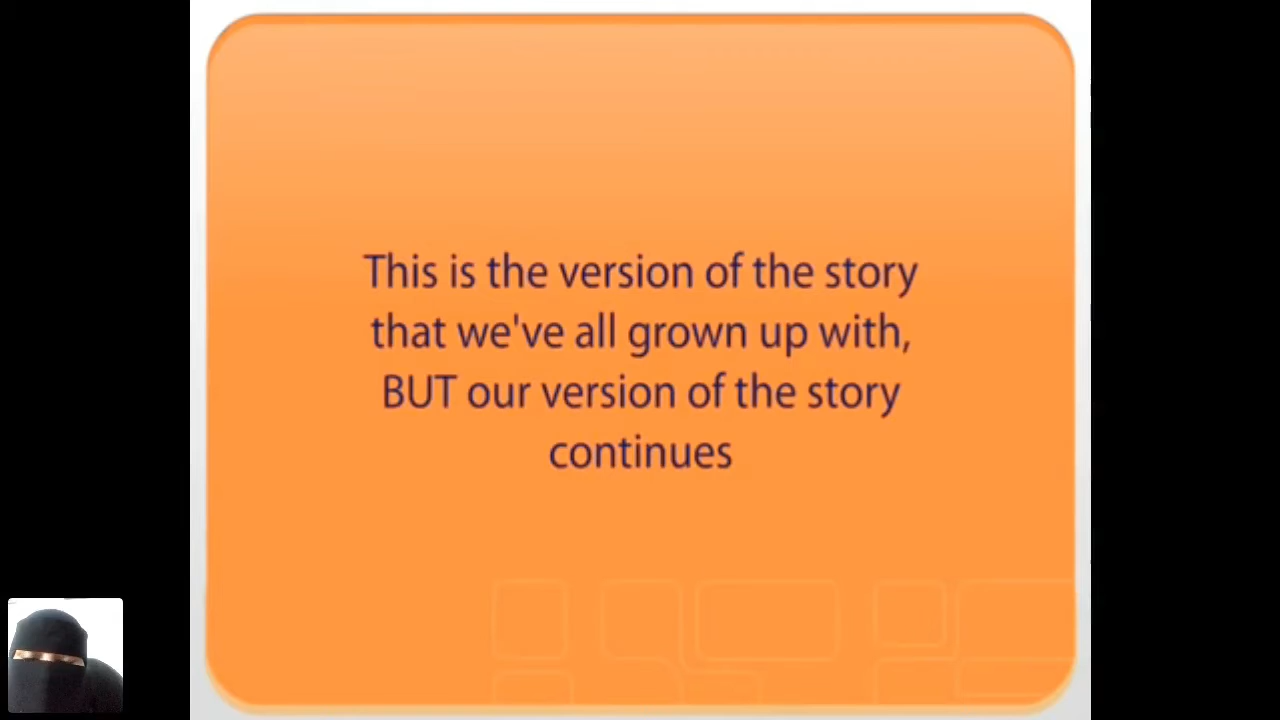 This is the version of the story
that we've all grown up with,
BUT our version of the story
continues